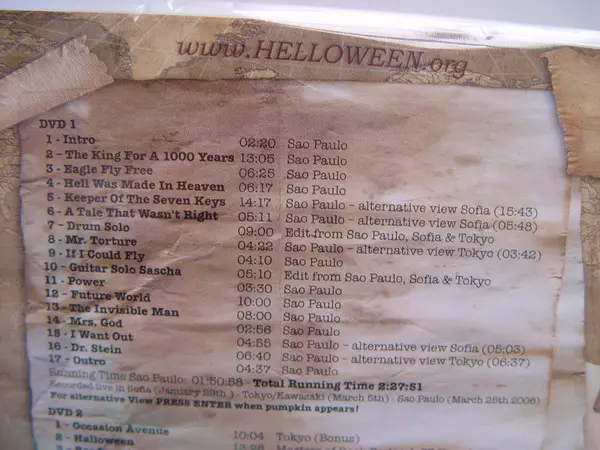 www.HELLOWEEN.org
DVD 1
1 - Intro 02:20 Sao Paulo
2 - The King For A 1000 Years 13:05 Sao Paulo
3 - Eagle Fly Free 06:25 Sao Paulo
4 - Hell Was Made In Heaven 06:17 Sao Paulo
5 - Keeper Of The Seven Keys 14:17 Sao Paulo - alternative view Sofia (15:43)
6 - A Tale That Wasn't Right 05:11 Sao Paulo - alternative view Sofia (05:48)
7 - Drum Solo 09:00 Edit from Sao Paulo, Sofia & Tokyo
8 - Mr. Torture 04:22 Sao Paulo - alternative view Tokyo (03:42)
9 - If I Could Fly 04:10 Sao Paulo
10 - Guitar Solo Sascha 05:10 Edit from Sao Paulo, Sofia & Tokyo
11 - Power 03:30 Sao Paulo
12 - Future World 10:00 Sao Paulo
13 - The Invisible Man 08:00 Sao Paulo
14 - Mrs. God 02:56 Sao Paulo
15 - I Want Out 04:55 Sao Paulo - alternative view Sofia (05:03)
16 - Dr. Stein 06:40 Sao Paulo - alternative view Tokyo (06:37)
17 - Outro 04:37 Sao Paulo
Running Time Sao Paulo: 01:50:58 - Total Running Time 2:27:51
Recorded live in Sofia (January 29th) - Tokyo/Kawasaki (March 5th) - Sao Paulo (March 25th 2006)
For alternative View PRESS ENTER when pumpkin appears!
DVD 2
1 - Occasion Avenue 10:04 Tokyo (Bonus)
2 - Halloween